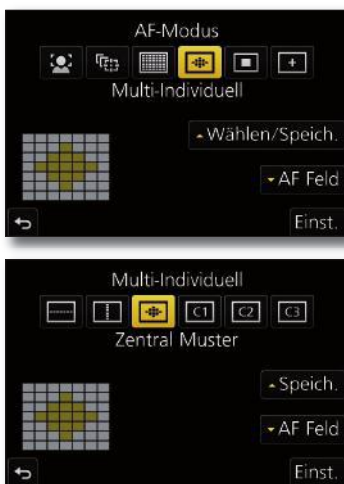 AF-Modus
Multi-Individuell
Wählen/Speich.
AF Feld
Einst.
Multi-Individuell
C1 C2 C3
Zentral Muster
Speich.
AF Feld
Einst.